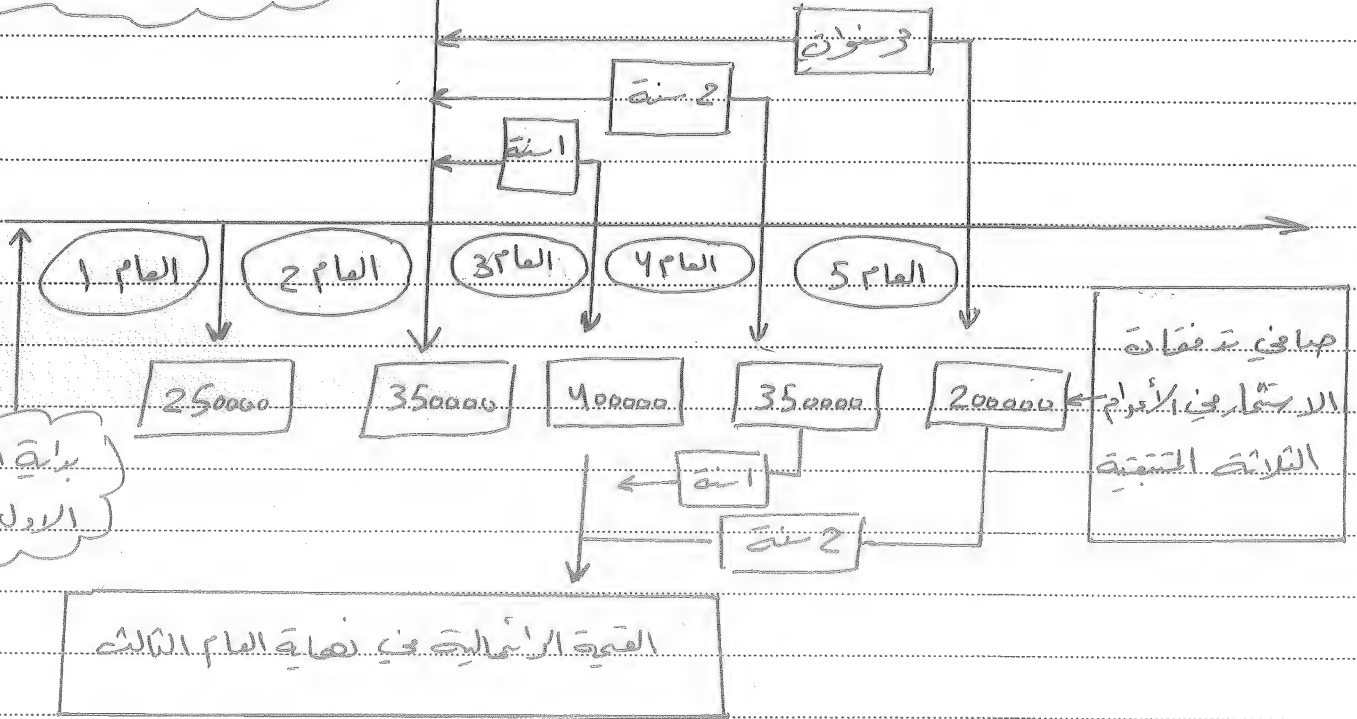 3 سنوات
2 سنة
1 سنة
العام 1
العام 2
العام 3
العام 4
العام 5
250000
350000
400000
350000
200000
صافي تدفقات
الاستثمار في الأعوام
الثلاثة المتبقية
بداية
الاول
1 سنة
2 سنة
القيمة الرأسمالية في نهاية العام الثالث